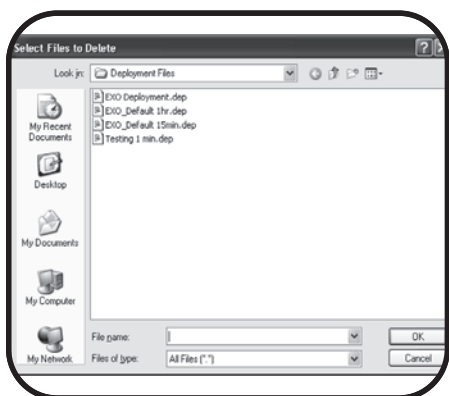 Select Files to Delete
Look in: Deployment Files
EXO Deployment.dep
EXO_Default 1hr.dep
EXO_Default 15min.dep
Testing 1 min.dep
My Recent
Documents
Desktop
My Documents
My Computer
My Network
File name:
OK
Files of type: All Files (*.*)
Cancel